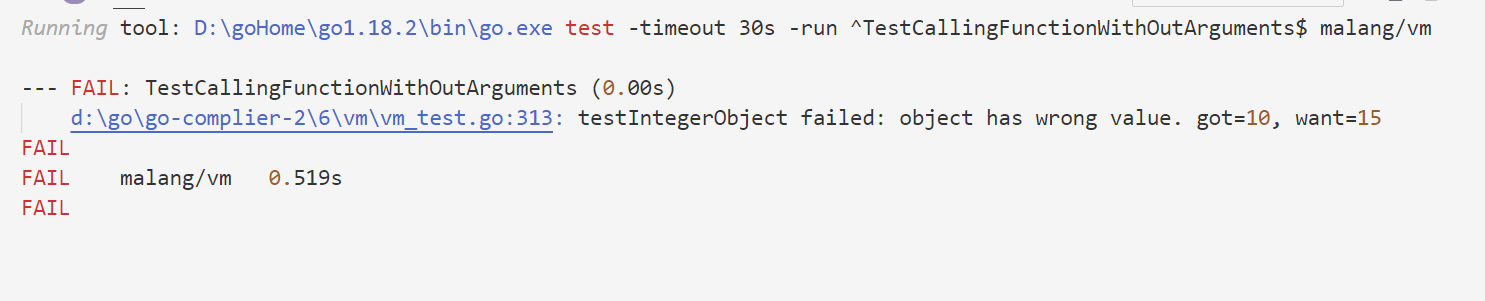 Running tool: D:\goHome\go1.18.2\bin\go.exe test -timeout 30s -run ^TestCallingFunctionWithOutArguments$ malang/vm
--- FAIL: TestCallingFunctionWithOutArguments (0.00s)
d:\go\go-complier-2\6\vm\vm_test.go:313: testIntegerObject failed: object has wrong value. got=10, want=15
FAIL
FAIL malang/vm 0.519s
FAIL